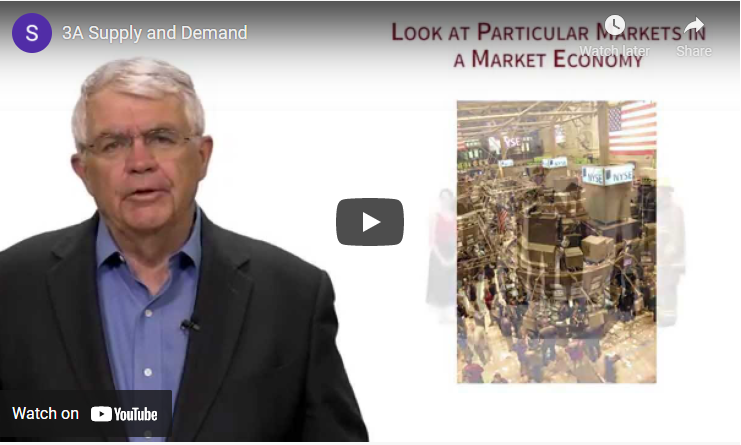 S
3A Supply and Demand
LOOK AT PARTICULAR MARKETS IN
A MARKET ECONOMY
Watch later
Share
NYSE
NYSE
NYSE
Watch on YouTube